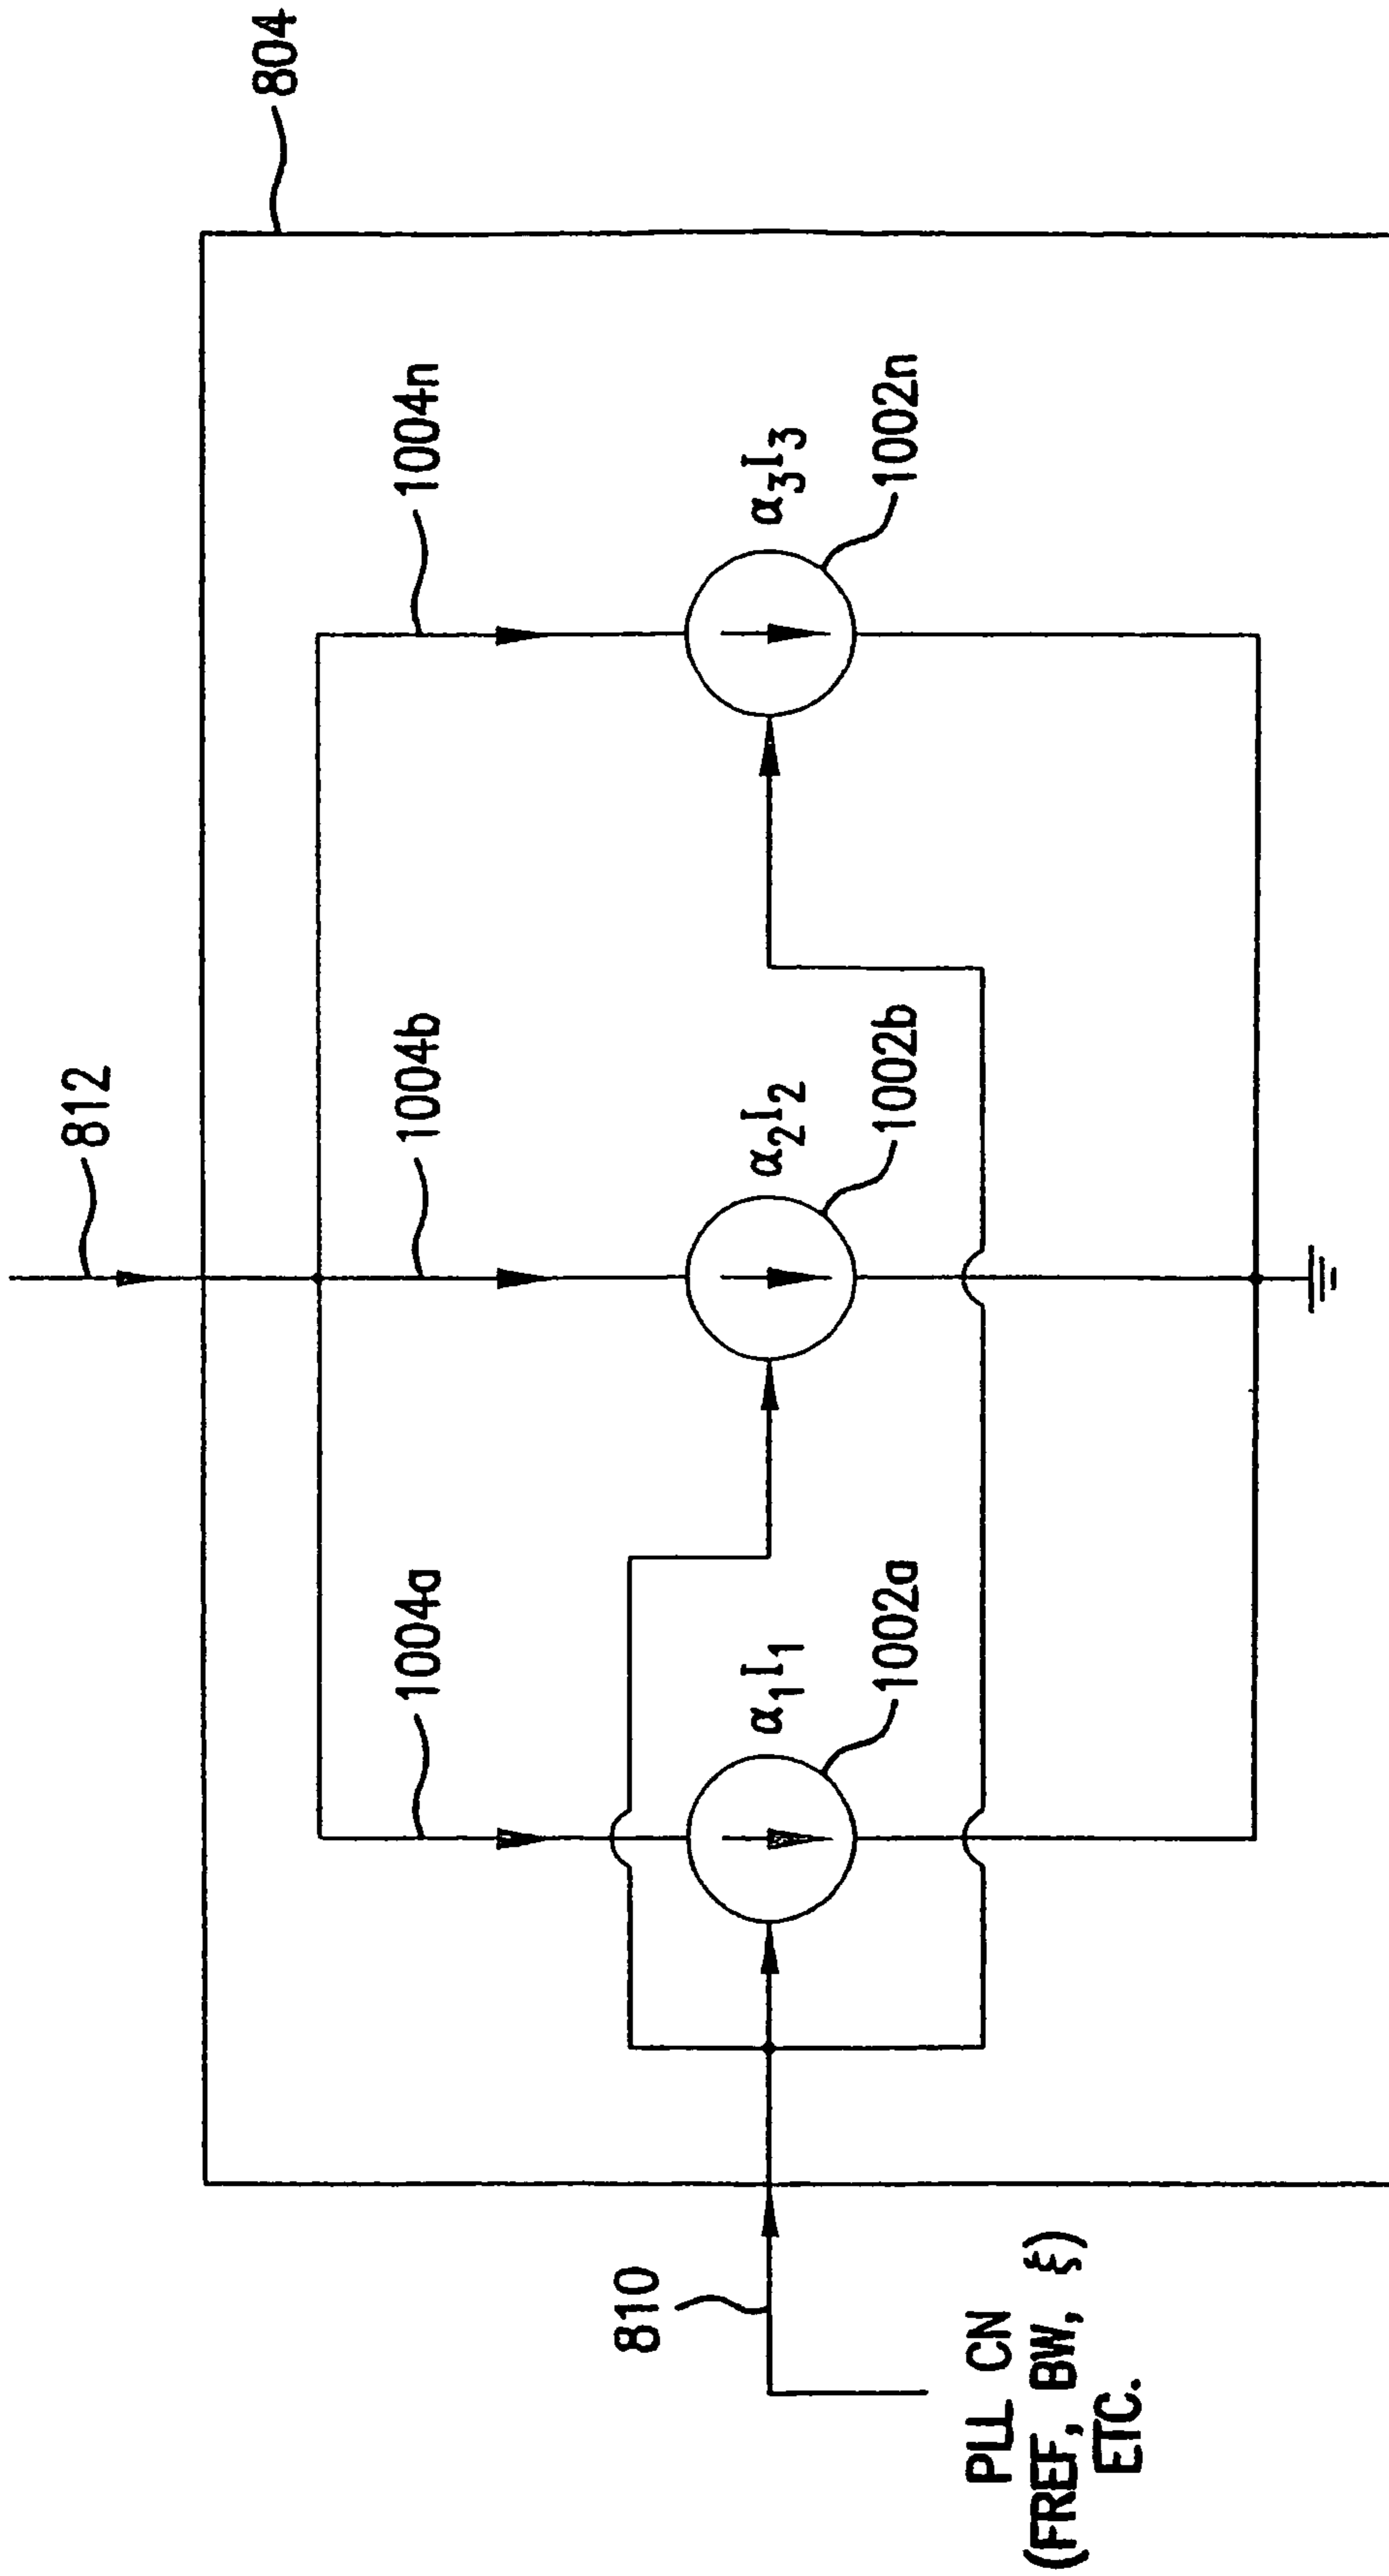 812
804
1004a
1004b
1004n
α₁I₁
α₂I₂
α₃I₃
1002a
1002b
1002n
810
PLL CN
(FREF, BW, ξ)
ETC.